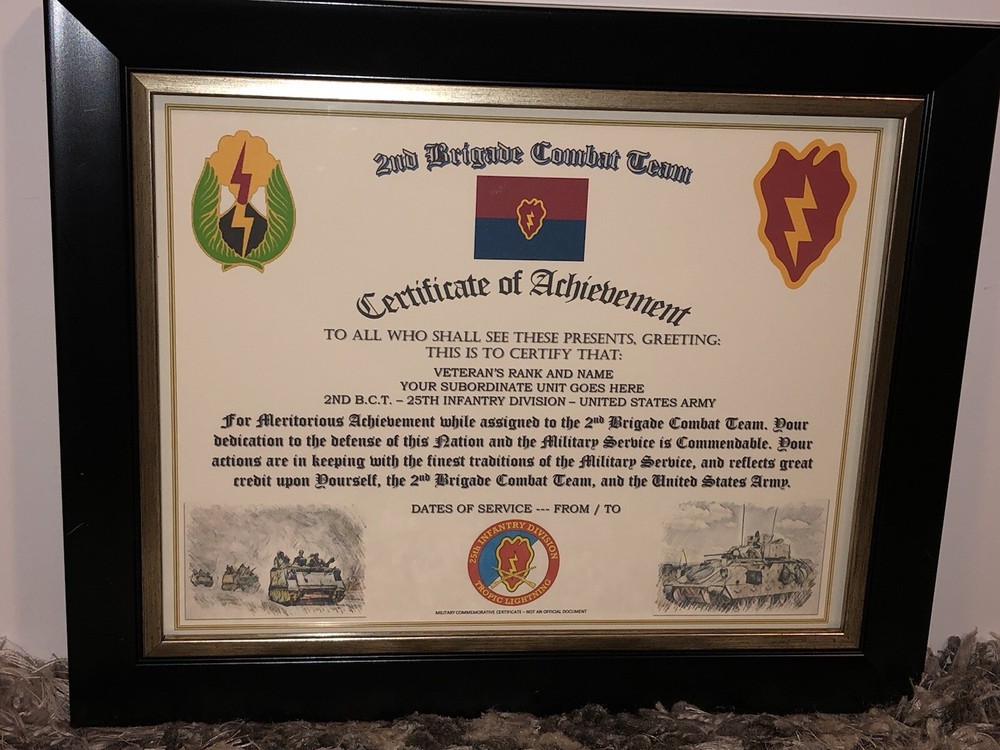 2nd Brigade Combat Team
Certificate of Achievement
TO ALL WHO SHALL SEE THESE PRESENTS, GREETING:
THIS IS TO CERTIFY THAT:
VETERAN'S RANK AND NAME
YOUR SUBORDINATE UNIT GOES HERE
2ND B.C.T. – 25TH INFANTRY DIVISION – UNITED STATES ARMY
For Meritorious Achievement while assigned to the 2nd Brigade Combat Team. Your
dedication to the defense of this Nation and the Military Service is Commendable. Your
actions are in keeping with the finest traditions of the Military Service, and reflects great
credit upon Yourself, the 2nd Brigade Combat Team, and the United States Army.
DATES OF SERVICE --- FROM / TO
25th INFANTRY DIVISION
TROPIC LIGHTNING
MILITARY COMMEMORATIVE CERTIFICATE - NOT AN OFFICIAL DOCUMENT